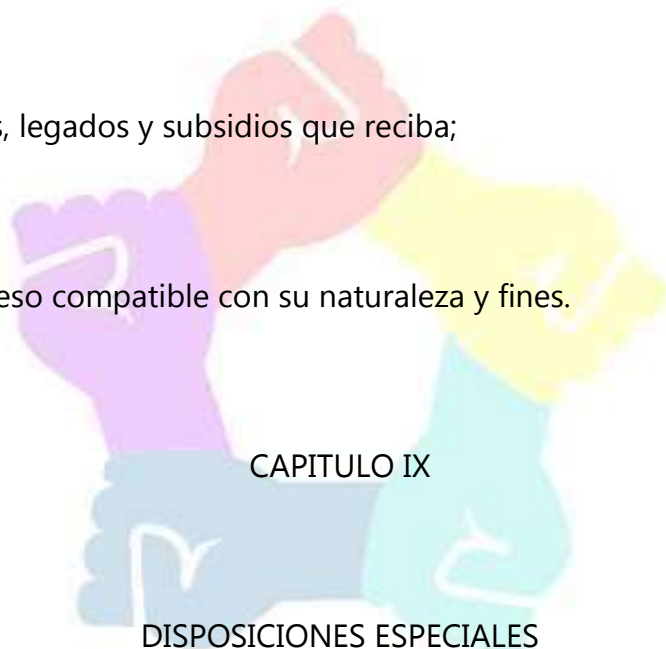 , legados y subsidios que reciba;
eso compatible con su naturaleza y fines.
CAPITULO IX
DISPOSICIONES ESPECIALES